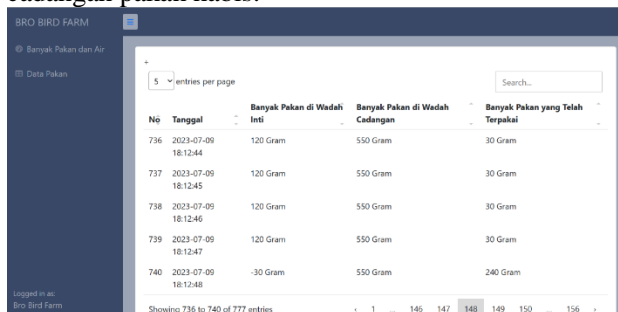 cadangan pakan habis.
BRO BIRD FARM
Banyak Pakan dan Air
Data Pakan
+
5 entries per page
Search...
No Tanggal Banyak Pakan di Wadah Inti Banyak Pakan di Wadah Cadangan Banyak Pakan yang Telah Terpakai
736 2023-07-09 18:12:44 120 Gram 550 Gram 30 Gram
737 2023-07-09 18:12:45 120 Gram 550 Gram 30 Gram
738 2023-07-09 18:12:46 120 Gram 550 Gram 30 Gram
739 2023-07-09 18:12:47 120 Gram 550 Gram 30 Gram
740 2023-07-09 18:12:48 -30 Gram 550 Gram 240 Gram
Logged in as:
Bro Bird Farm
Showing 736 to 740 of 777 entries
‹ 1 ... 146 147 148 149 150 ... 156 ›